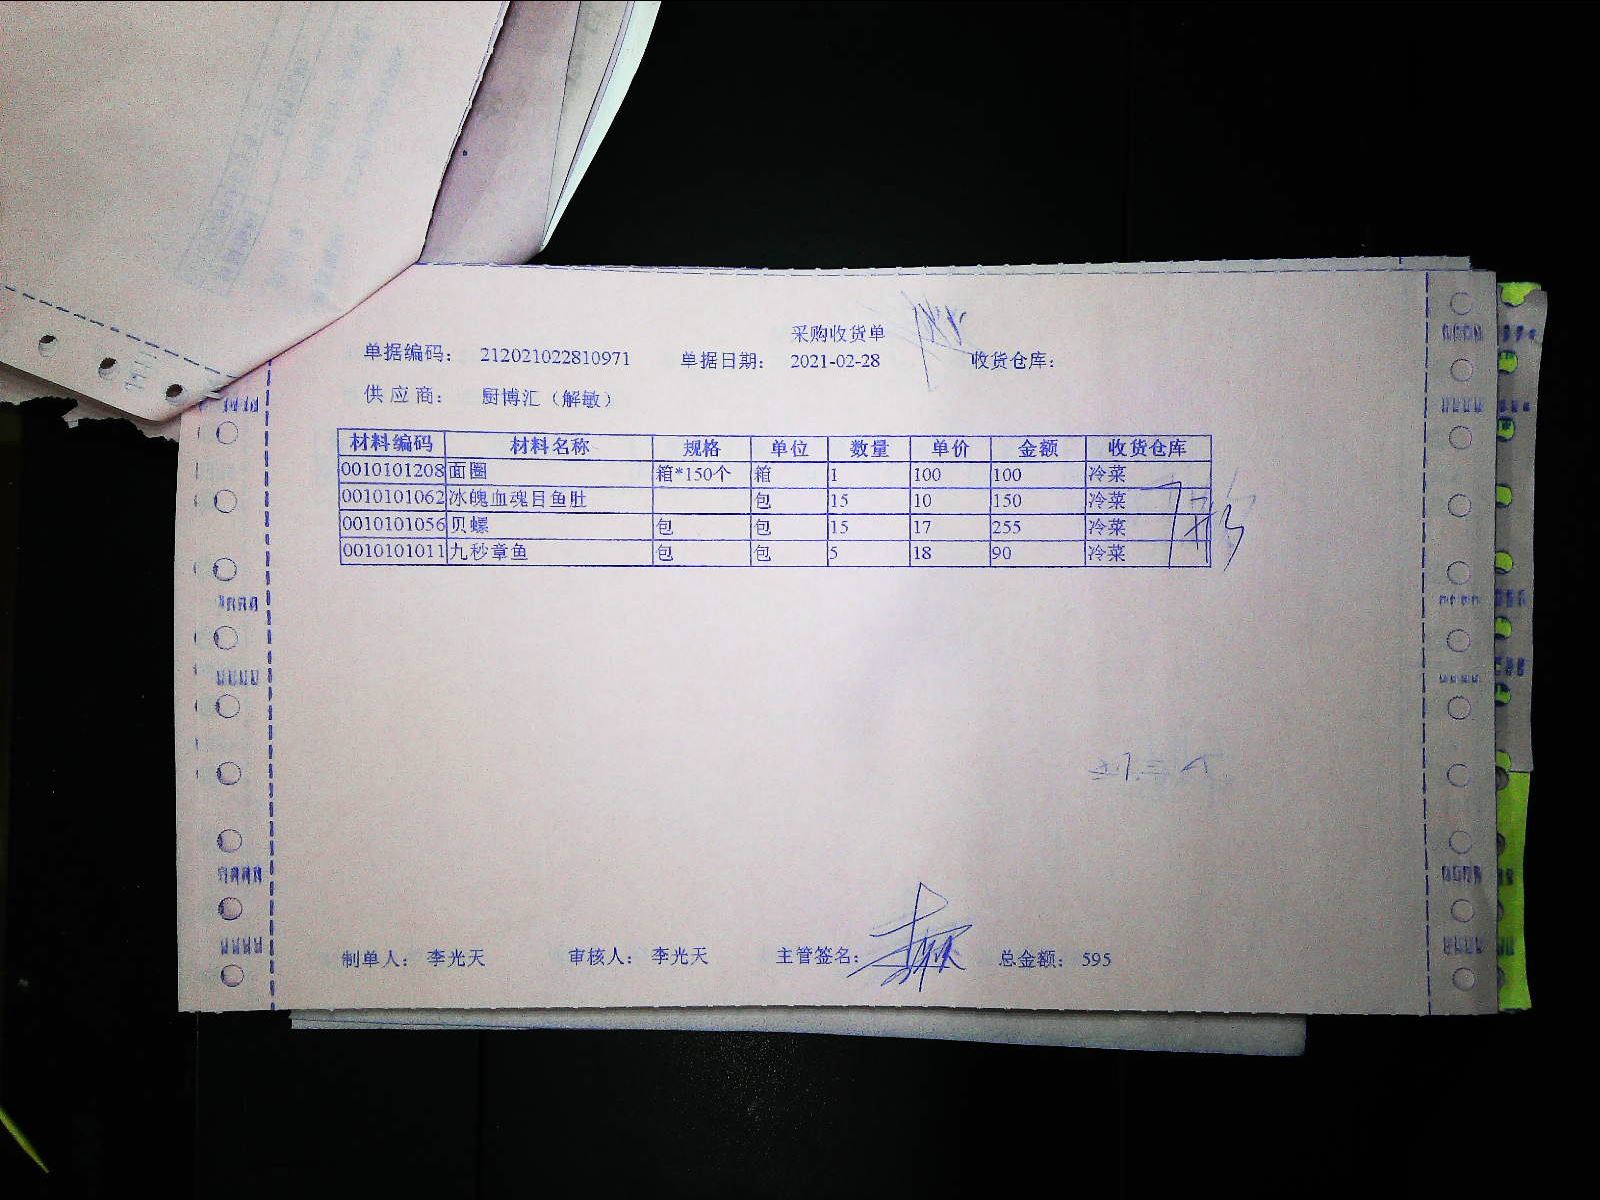 采购收货单
单据编码： 212021022810971 单据日期： 2021-02-28 收货仓库：
供应商： 厨博汇（解敏）
材料编码 材料名称 规格 单位 数量 单价 金额 收货仓库
0010101208 面圈 箱*150个 箱 1 100 100 冷菜
0010101062 冰魄血魂目鱼肚 包 15 10 150 冷菜
0010101056 贝螺 包 包 15 17 255 冷菜
0010101011 九秒章鱼 包 包 5 18 90 冷菜
制单人： 李光天 审核人： 李光天 主管签名： 总金额： 595